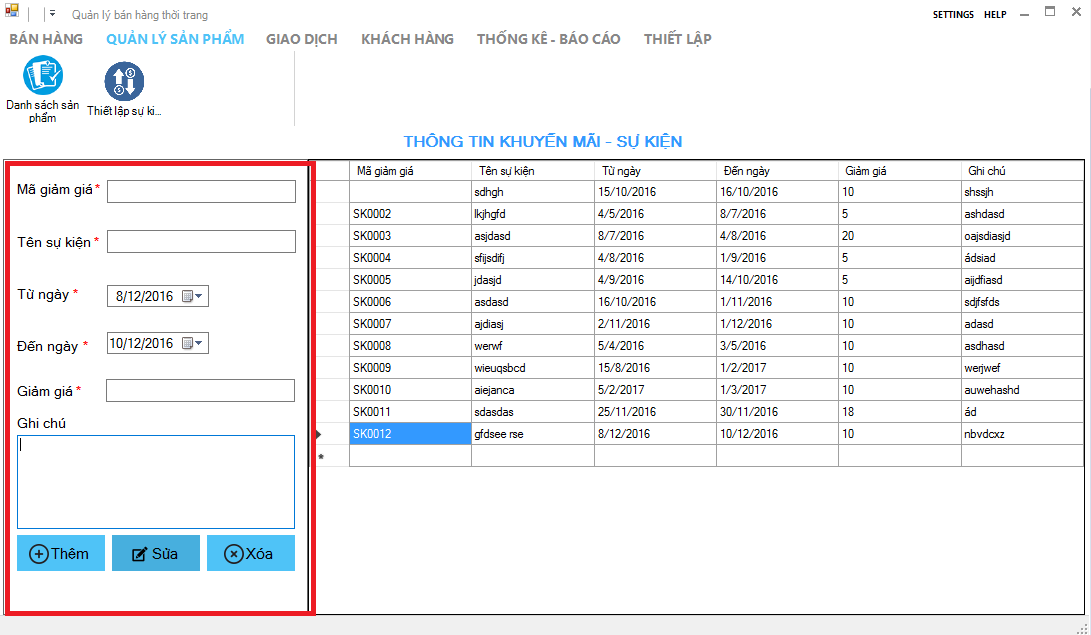 Quản lý bán hàng thời trang
SETTINGS HELP
BÁN HÀNG QUẢN LÝ SẢN PHẨM GIAO DỊCH KHÁCH HÀNG THỐNG KÊ - BÁO CÁO THIẾT LẬP
Danh sách sản
phẩm
Thiết lập sự ki...
THÔNG TIN KHUYẾN MÃI - SỰ KIỆN
Mã giảm giá *
Tên sự kiện *
Từ ngày * 8/12/2016
Đến ngày * 10/12/2016
Giảm giá *
Ghi chú
Thêm Sửa Xóa
Mã giảm giá Tên sự kiện Từ ngày Đến ngày Giảm giá Ghi chú
sdhgh 15/10/2016 16/10/2016 10 shssjh
SK0002 lkjhgfd 4/5/2016 8/7/2016 5 ashdasd
SK0003 asjdasd 8/7/2016 4/8/2016 20 oajsdiasjd
SK0004 sfijsdifj 4/8/2016 1/9/2016 5 ádsiad
SK0005 jdasjd 4/9/2016 14/10/2016 5 aijdfiasd
SK0006 asdasd 16/10/2016 1/11/2016 10 sdjfsfds
SK0007 ajdiasj 2/11/2016 1/12/2016 10 adasd
SK0008 werwf 5/4/2016 3/5/2016 10 asdhasd
SK0009 wieuqsbcd 15/8/2016 1/2/2017 10 werjwef
SK0010 aiejanca 5/2/2017 1/3/2017 10 auwehashd
SK0011 sdasdas 25/11/2016 30/11/2016 18 ád
SK0012 gfdsee rse 8/12/2016 10/12/2016 10 nbvdcxz